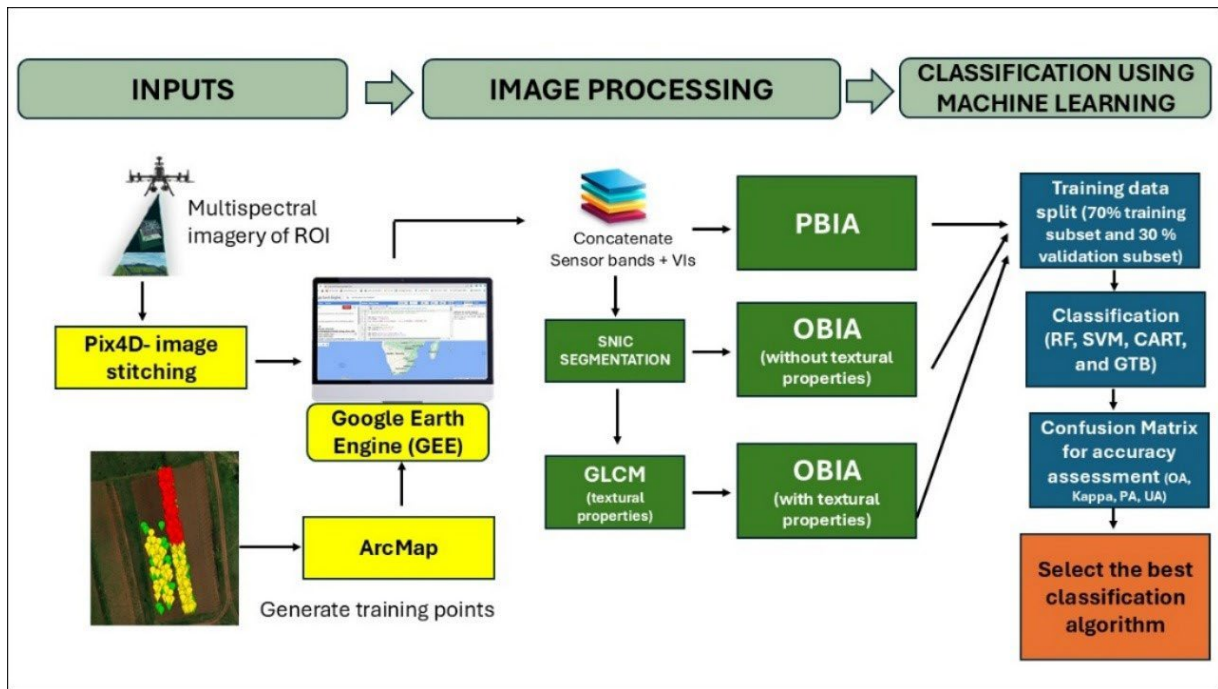 INPUTS
IMAGE PROCESSING
CLASSIFICATION USING
MACHINE LEARNING
Multispectral
imagery of ROI
Pix4D- image
stitching
Google Earth
Engine (GEE)
ArcMap
Generate training points
Concatenate
Sensor bands + VIs
SNIC
SEGMENTATION
GLCM
(textural
properties)
PBIA
OBIA
(without textural
properties)
OBIA
(with textural
properties)
Training data
split (70% training
subset and 30 %
validation subset)
Classification
(RF, SVM, CART,
and GTB)
Confusion Matrix
for accuracy
assessment (OA,
Kappa, PA, UA)
Select the best
classification
algorithm